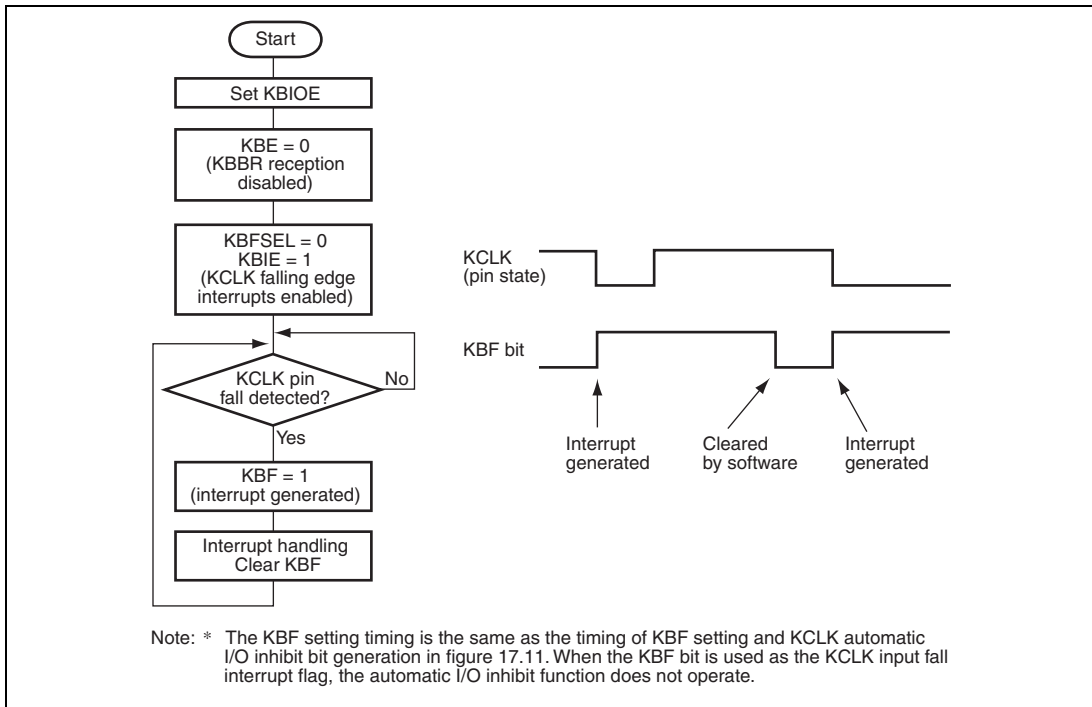 Start
Set KBIOE
KBE = 0
(KBBR reception
disabled)
KBFSEL = 0
KBIE = 1
(KCLK falling edge
interrupts enabled)
KCLK pin
fall detected?
No
Yes
KBF = 1
(interrupt generated)
Interrupt handling
Clear KBF
KCLK
(pin state)
KBF bit
Interrupt
generated
Cleared
by software
Interrupt
generated
Note: * The KBF setting timing is the same as the timing of KBF setting and KCLK automatic
I/O inhibit bit generation in figure 17.11. When the KBF bit is used as the KCLK input fall
interrupt flag, the automatic I/O inhibit function does not operate.